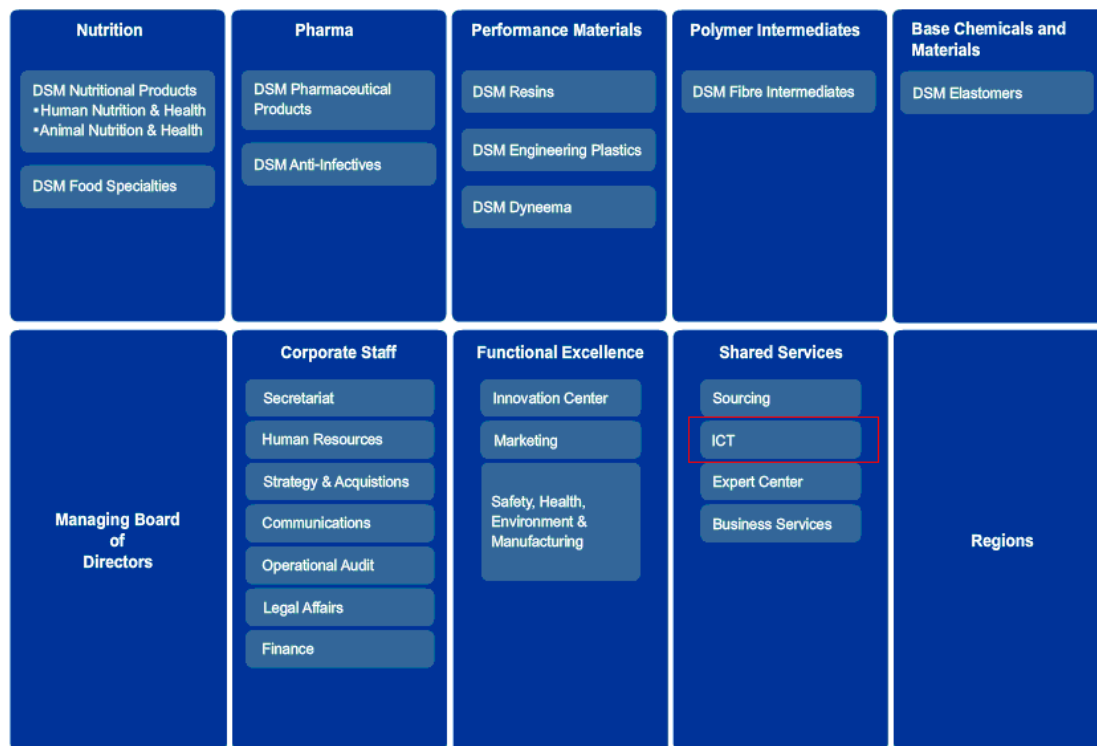 Nutrition
DSM Nutritional Products
▪Human Nutrition & Health
▪Animal Nutrition & Health
DSM Food Specialties
Pharma
DSM Pharmaceutical
Products
DSM Anti-Infectives
Performance Materials
DSM Resins
DSM Engineering Plastics
DSM Dyneema
Polymer Intermediates
DSM Fibre Intermediates
Base Chemicals and
Materials
DSM Elastomers
Managing Board
of
Directors
Corporate Staff
Secretariat
Human Resources
Strategy & Acquistions
Communications
Operational Audit
Legal Affairs
Finance
Functional Excellence
Innovation Center
Marketing
Safety, Health,
Environment &
Manufacturing
Shared Services
Sourcing
ICT
Expert Center
Business Services
Regions